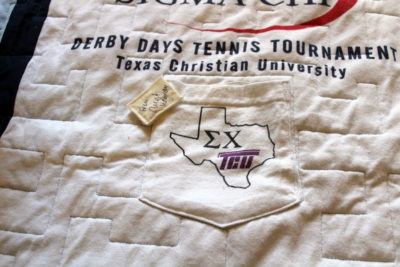 SIGMA CHI
DERBY DAYS TENNIS TOURNAMENT
Texas Christian University
ΣΧ
TCU